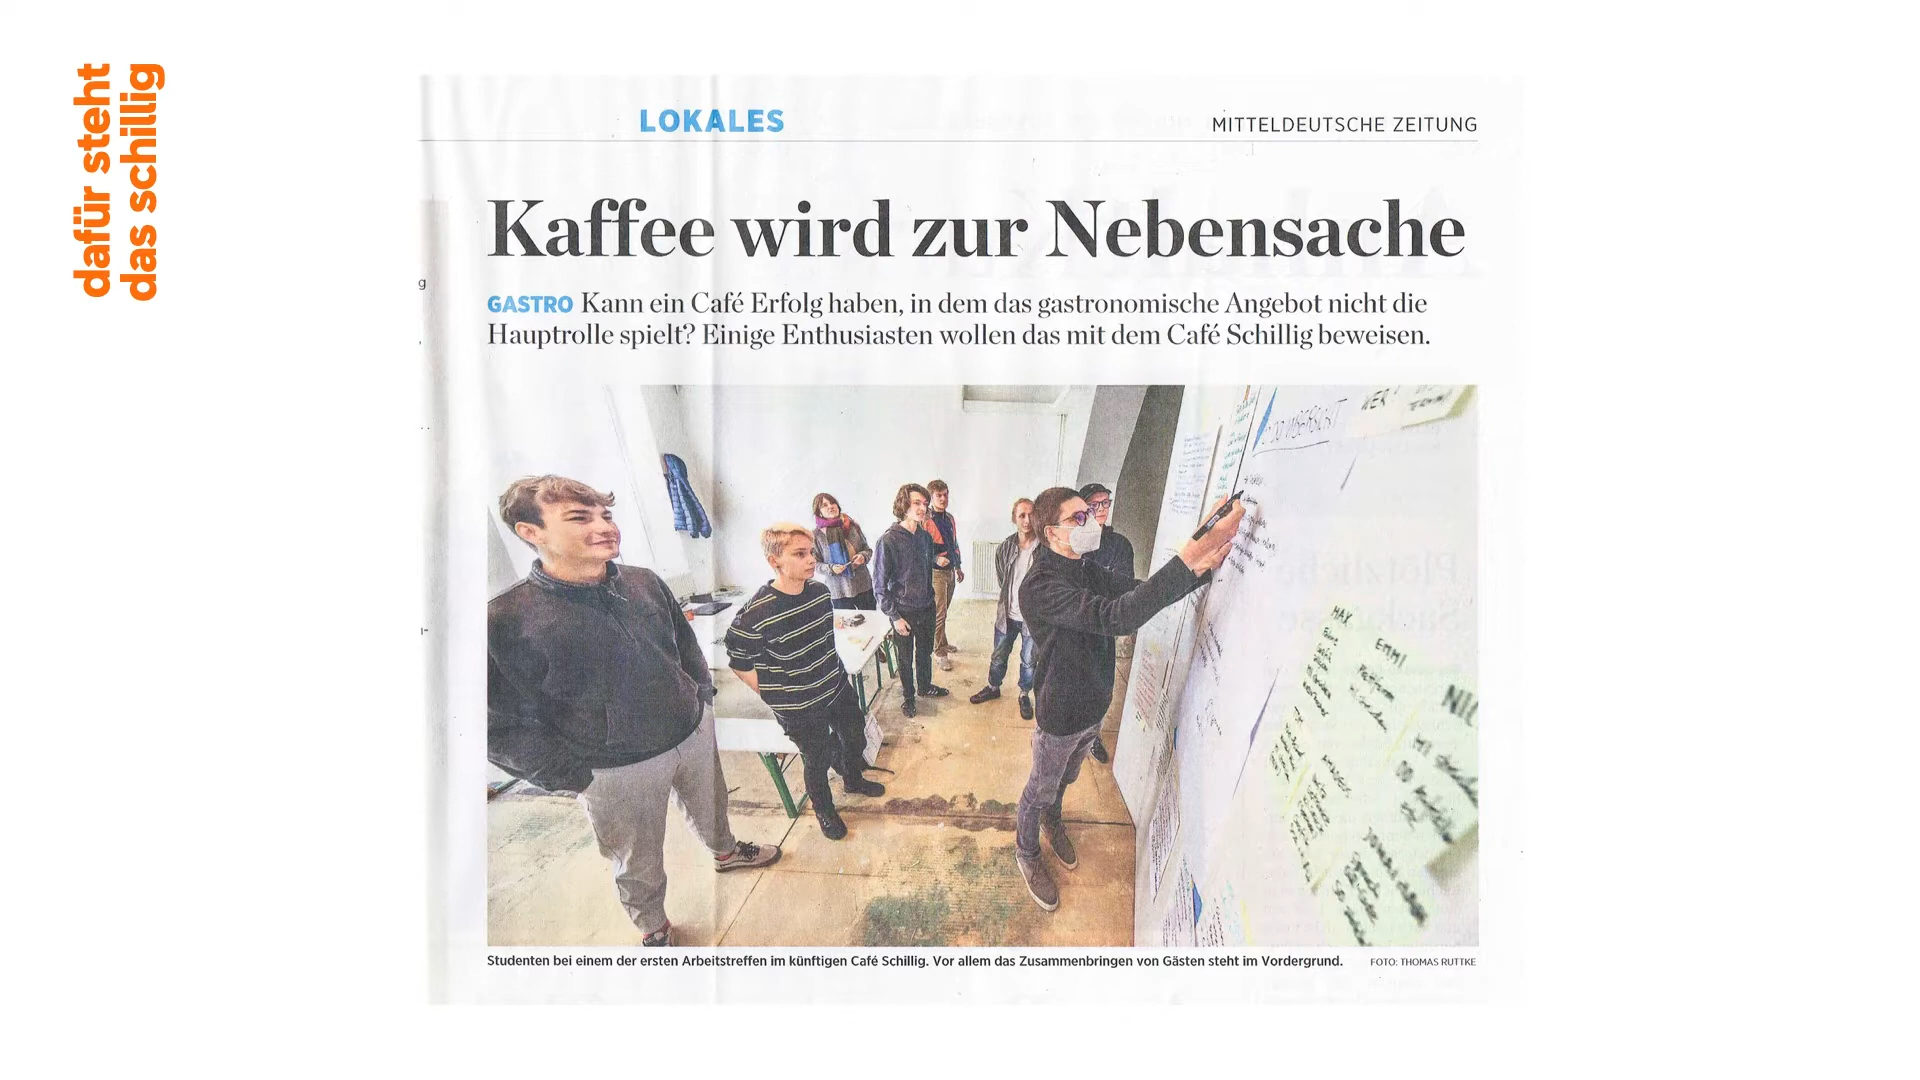 dafür steht
das schillig
LOKALES
MITTELDEUTSCHE ZEITUNG
Kaffee wird zur Nebensache
GASTRO Kann ein Café Erfolg haben, in dem das gastronomische Angebot nicht die
Hauptrolle spielt? Einige Enthusiasten wollen das mit dem Café Schillig beweisen.
WER?
MAX
EMMI
Studenten bei einem der ersten Arbeitstreffen im künftigen Café Schillig. Vor allem das Zusammenbringen von Gästen steht im Vordergrund.
FOTO: THOMAS RUTTKE